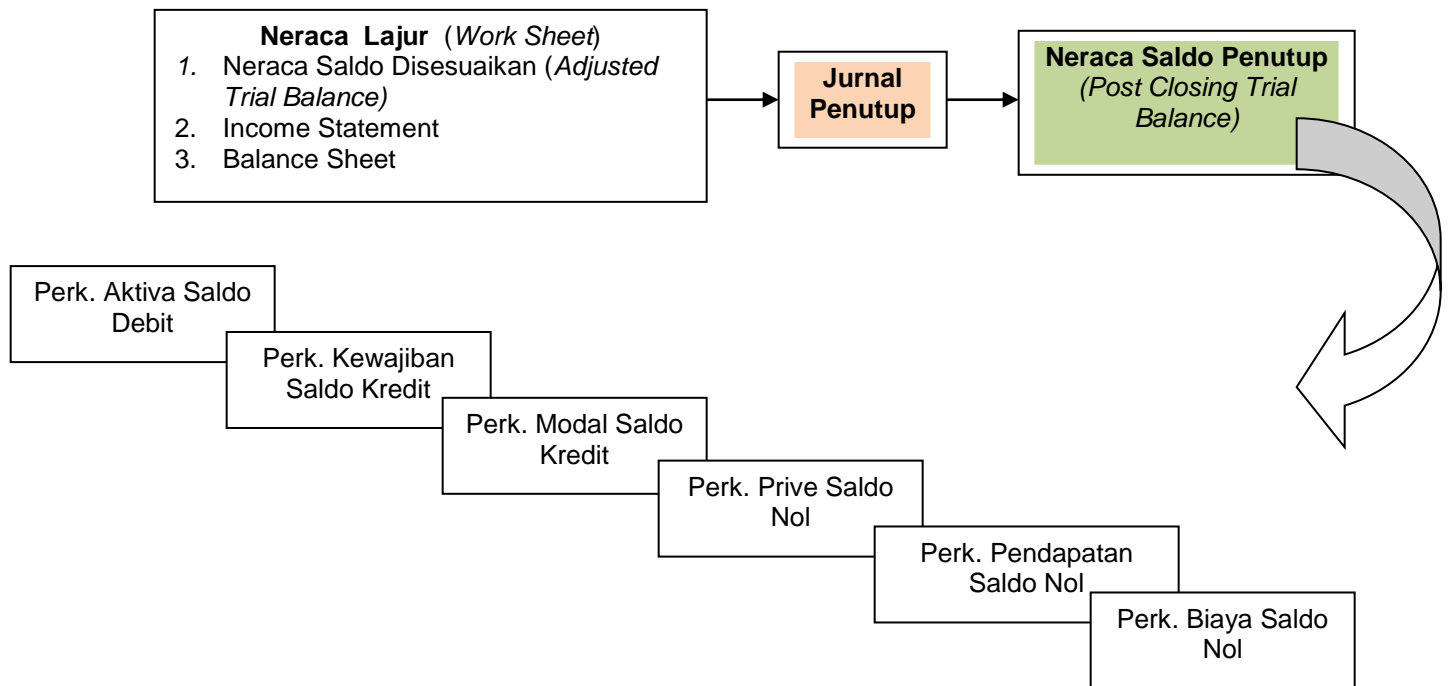 Neraca Lajur (Work Sheet)
1. Neraca Saldo Disesuaikan (Adjusted
Trial Balance)
2. Income Statement
3. Balance Sheet
Jurnal
Penutup
Neraca Saldo Penutup
(Post Closing Trial
Balance)
Perk. Aktiva Saldo
Debit
Perk. Kewajiban
Saldo Kredit
Perk. Modal Saldo
Kredit
Perk. Prive Saldo
Nol
Perk. Pendapatan
Saldo Nol
Perk. Biaya Saldo
Nol